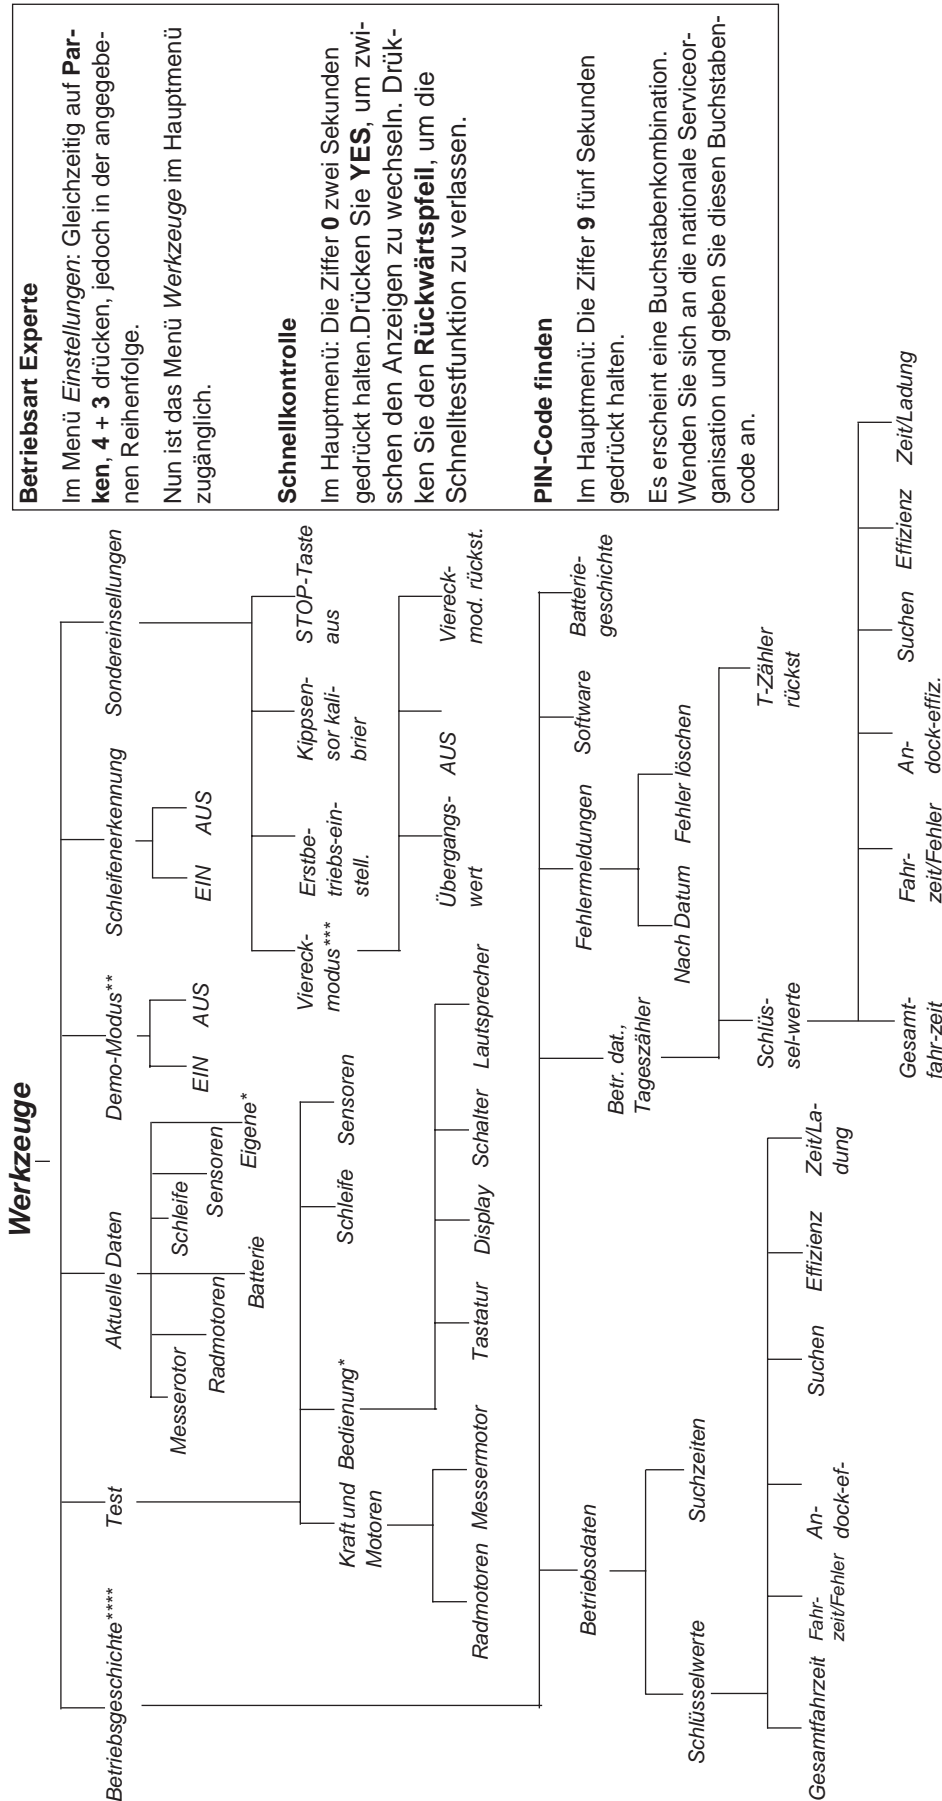 Werkzeuge
Betriebsgeschichte****
Test
Aktuelle Daten
Demo-Modus**
Schleifenerkennung
Sondereinsellungen
Messerotor
Radmotoren
Batterie
Schleife
Sensoren
Eigene*
EIN
AUS
EIN
AUS
Kraft und
Motoren
Bedienung*
Schleife
Sensoren
Radmotoren
Messermotor
Tastatur
Display
Schalter
Lautsprecher
Viereck-
modus***
Erstbe-
triebs-ein-
stell.
Kippsen-
sor kali-
brier
STOP-Taste
aus
Übergangs-
wert
AUS
Viereck-
mod. rückst.
Betriebsdaten
Betr. dat.,
Tageszähler
Fehlermeldungen
Software
Batterie-
geschichte
Schlüsselwerte
Suchzeiten
Nach Datum
Fehler löschen
Schlüs-
sel-werte
T-Zähler
rückst
Gesamtfahrzeit
Fahr-
zeit/Fehler
An-
dock-ef-
Suchen
Effizienz
Zeit/La-
dung
Gesamt-
fahr-zeit
Fahr-
zeit/Fehler
An-
dock-effiz.
Suchen
Effizienz
Zeit/Ladung
Betriebsart Experte
Im Menü Einstellungen: Gleichzeitig auf Par-
ken, 4 + 3 drücken, jedoch in der angegebe-
nen Reihenfolge.
Nun ist das Menü Werkzeuge im Hauptmenü
zugänglich.
Schnellkontrolle
Im Hauptmenü: Die Ziffer 0 zwei Sekunden
gedrückt halten.Drücken Sie YES, um zwi-
schen den Anzeigen zu wechseln. Drük-
ken Sie den Rückwärtspfeil, um die
Schnelltestfunktion zu verlassen.
PIN-Code finden
Im Hauptmenü: Die Ziffer 9 fünf Sekunden
gedrückt halten.
Es erscheint eine Buchstabenkombination.
Wenden Sie sich an die nationale Serviceor-
ganisation und geben Sie diesen Buchstaben-
code an.